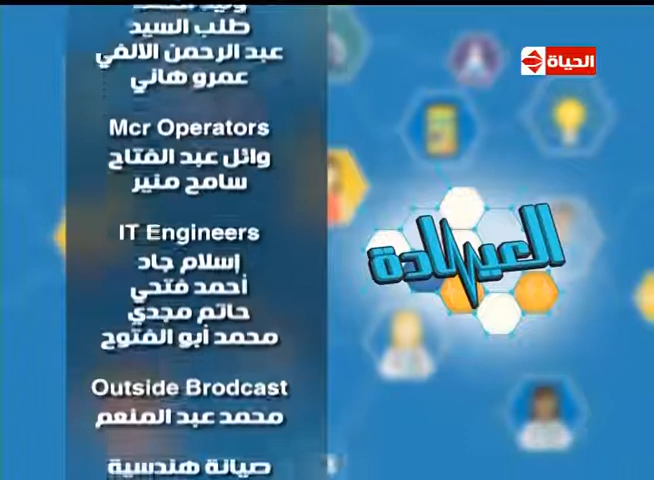 طلب السيد
عبد الرحمن الالفي
عمرو هاني
Mcr Operators
وائل عبد الفتاح
سامح منير
IT Engineers
إسلام جاد
أحمد فتحي
حاتم مجدي
محمد أبو الفتوح
Outside Brodcast
محمد عبد المنعم
صيانة هندسية
الحياة
العيادة